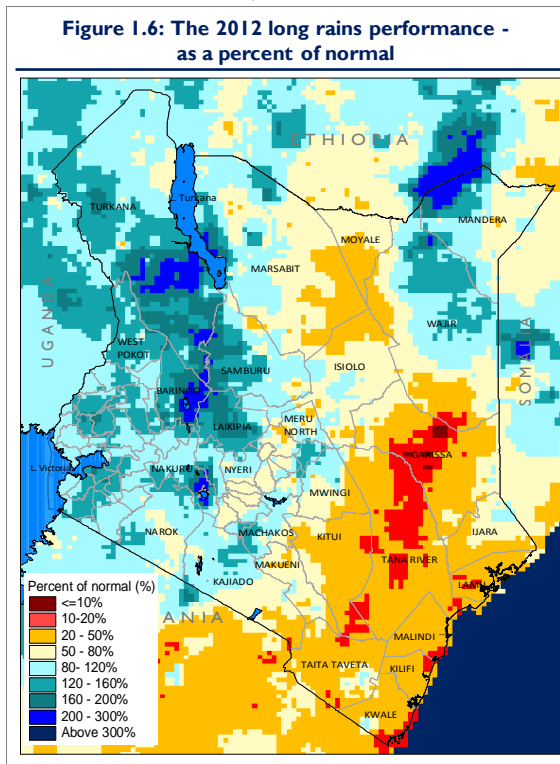 Figure 1.6: The 2012 long rains performance -
as a percent of normal
ETHIOPIA
L. Turkana
TURKANA
MANDERA
MOYALE
MARSABIT
UGANDA
WAJIR
SOMALIA
WEST
POKOT
ISIOLO
SAMBURU
BARINGO
LAIKIPIA
MERU
NORTH
GARISSA
L. Victoria
NAKURU
NYERI
MWINGI
NAROK
MACHAKOS
KITUI
IJARA
MAKUENI
TANA RIVER
KAJIADO
LAMU
ANIA
MALINDI
TAITA TAVETA
KILIFI
KWALE
Percent of normal (%)
<=10%
10-20%
20 - 50%
50 - 80%
80- 120%
120 - 160%
160 - 200%
200 - 300%
Above 300%